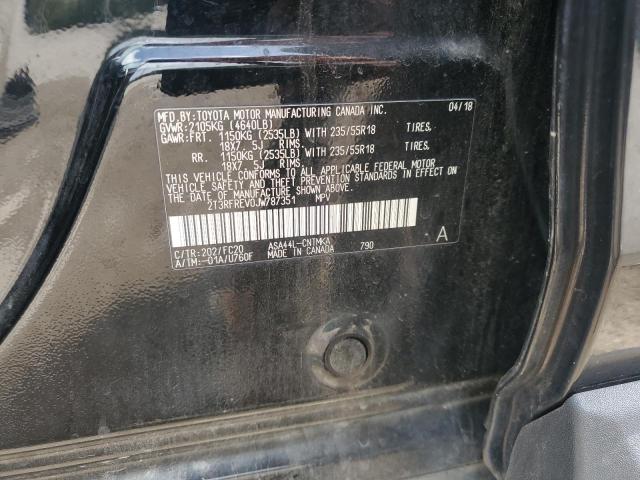 MFD.BY:TOYOTA MOTOR MANUFACTURING CANADA INC. 04/18
GVWR:2105KG (4640LB)
GAWR:FRT. 1150KG (2535LB) WITH 235/55R18 TIRES,
18X7.5J RIMS.
RR. 1150KG (2535LB) WITH 235/55R18 TIRES,
18X7.5J RIMS.
THIS VEHICLE CONFORMS TO ALL APPLICABLE FEDERAL MOTOR
VEHICLE SAFETY AND THEFT PREVENTION STANDARDS IN EFFECT ON
THE DATE OF MANUFACTURE SHOWN ABOVE.
2T3RFREV0JW787351 MPV
C/TR:202/FC20 ASA44L-CNTMKA 790 A
A/TM:-01A/U760F MADE IN CANADA